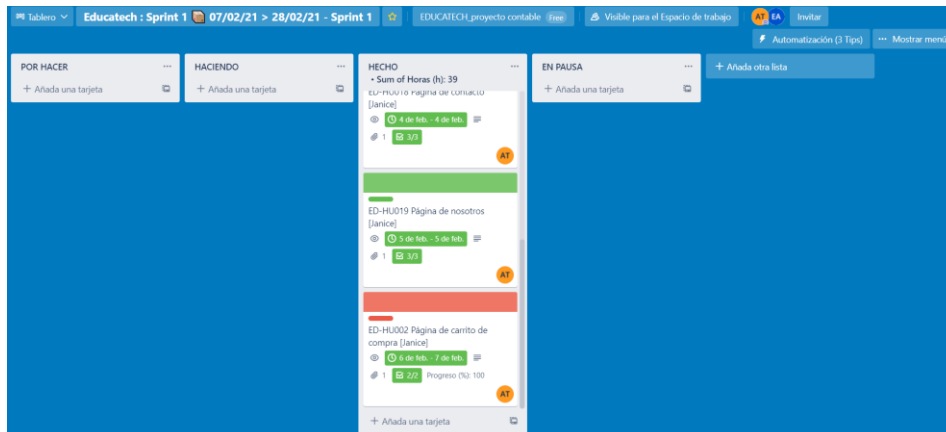 Tablero
Educatech : Sprint 1 07/02/21 > 28/02/21 - Sprint 1
EDUCATECH_proyecto contable Free
Visible para el Espacio de trabajo
AT EA
Invitar
Automatización (3 Tips)
··· Mostrar menú
POR HACER ···
+ Añada una tarjeta
HACIENDO ···
+ Añada una tarjeta
HECHO ···
• Sum of Horas (h): 39
ED-HU018 Página de contacto
[Janice]
4 de feb. - 4 de feb.
1 3/3
AT
ED-HU019 Página de nosotros
[Janice]
5 de feb. - 5 de feb.
1 3/3
AT
ED-HU002 Página de carrito de
compra [Janice]
6 de feb. - 7 de feb.
1 2/2 Progreso (%): 100
AT
+ Añada una tarjeta
EN PAUSA ···
+ Añada una tarjeta
+ Añada otra lista